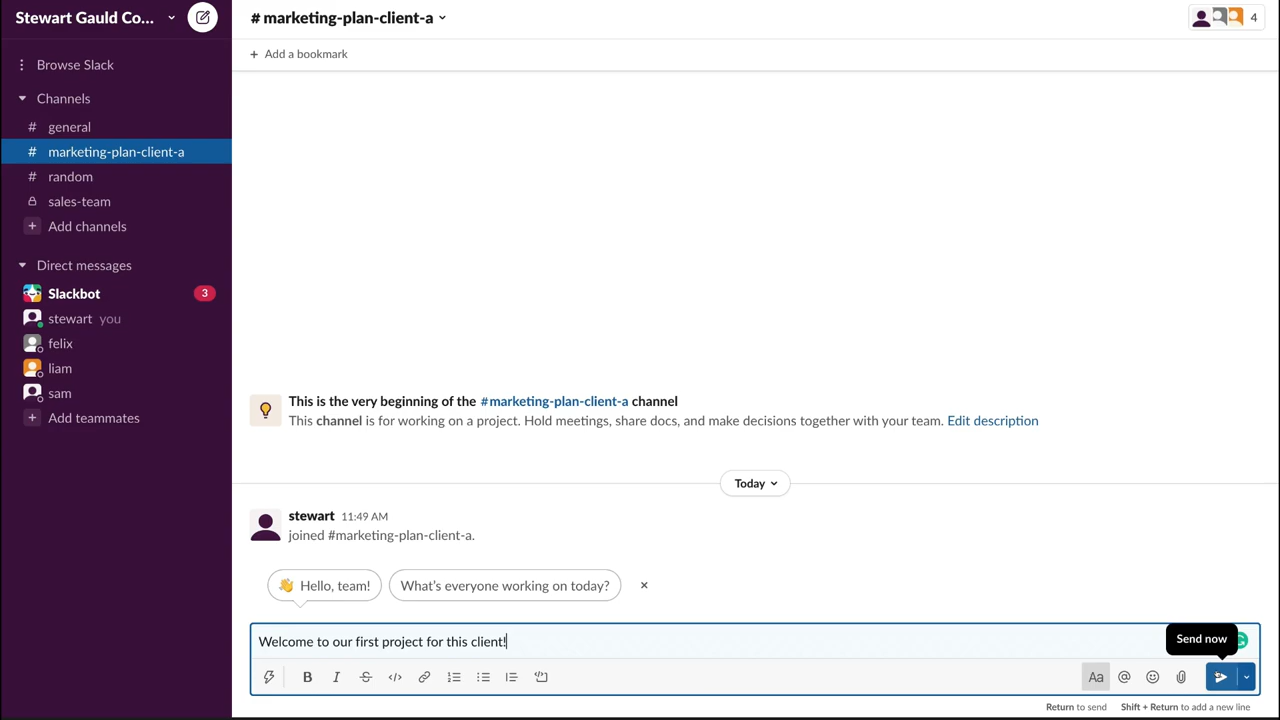 Stewart Gauld Co...
Browse Slack
Channels
# general
# marketing-plan-client-a
# random
sales-team
+ Add channels
Direct messages
Slackbot 3
stewart you
felix
liam
sam
+ Add teammates
# marketing-plan-client-a
4
+ Add a bookmark
This is the very beginning of the #marketing-plan-client-a channel
This channel is for working on a project. Hold meetings, share docs, and make decisions together with your team. Edit description
Today
stewart 11:49 AM
joined #marketing-plan-client-a.
👋 Hello, team! What's everyone working on today? ×
Welcome to our first project for this client!
Send now
B I S </> Aa @
Return to send Shift + Return to add a new line